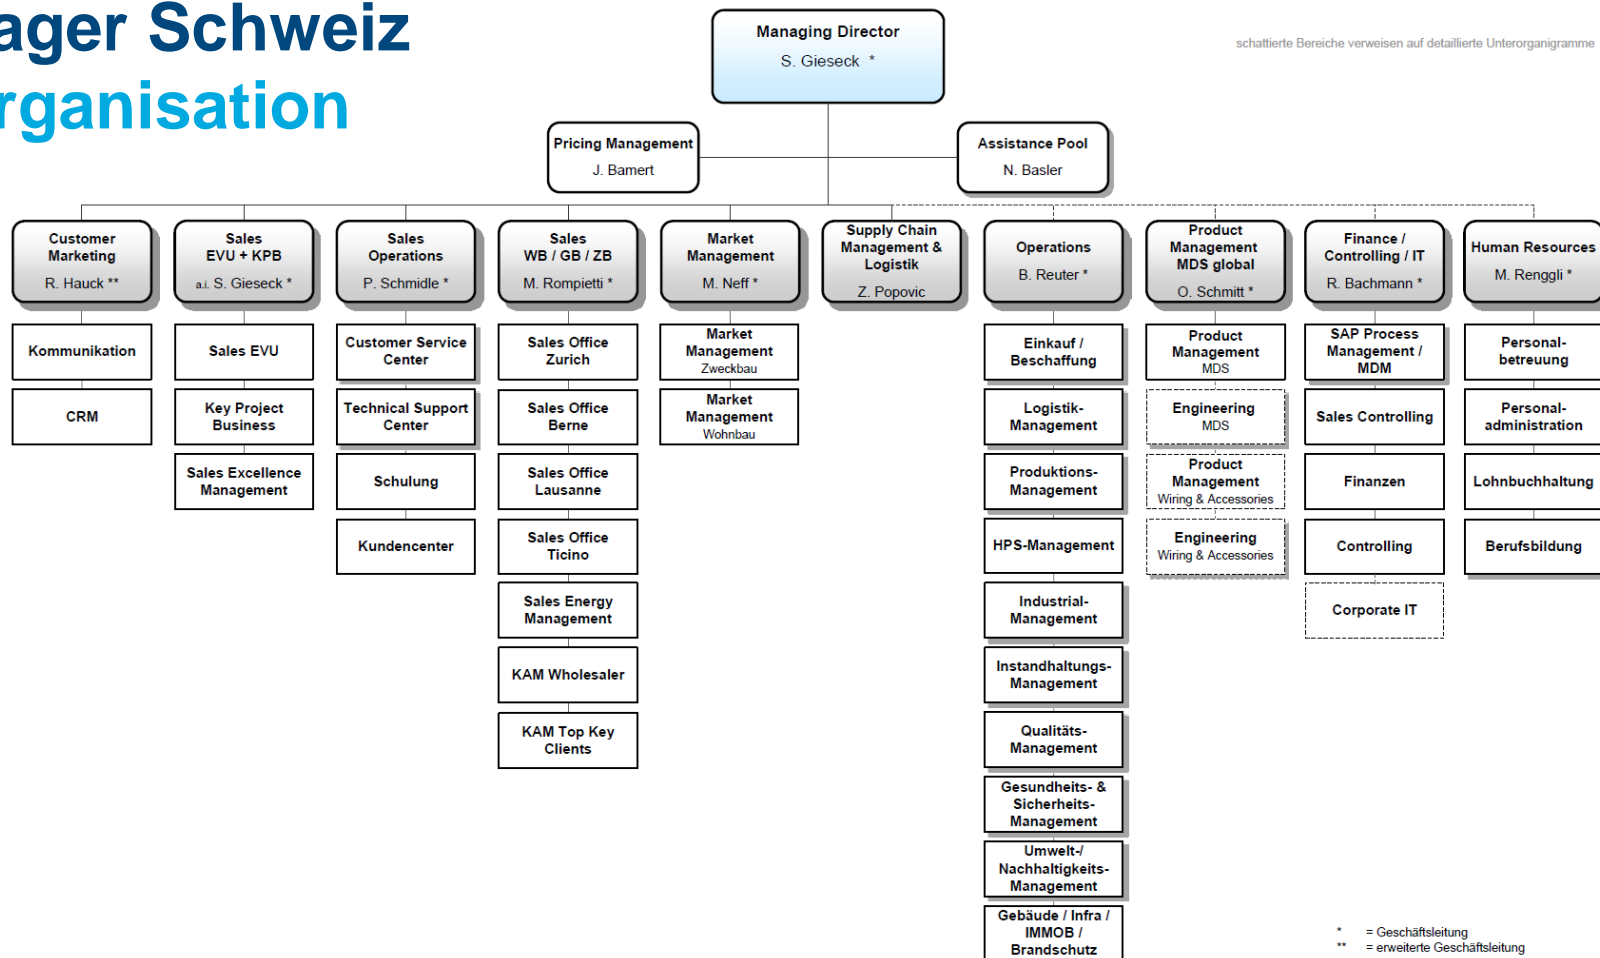 ager Schweiz
rganisation
schattierte Bereiche verweisen auf detaillierte Unterorganigramme
Managing Director
S. Gieseck *
Pricing Management
J. Bamert
Assistance Pool
N. Basler
Customer
Marketing
R. Hauck **
Sales
EVU + KPB
a.i. S. Gieseck *
Sales
Operations
P. Schmidle *
Sales
WB / GB / ZB
M. Rompietti *
Market
Management
M. Neff *
Supply Chain
Management &
Logistik
Z. Popovic
Operations
B. Reuter *
Product
Management
MDS global
O. Schmitt *
Finance /
Controlling / IT
R. Bachmann *
Human Resources
M. Renggli *
Kommunikation
CRM
Sales EVU
Key Project
Business
Sales Excellence
Management
Customer Service
Center
Technical Support
Center
Schulung
Kundencenter
Sales Office
Zurich
Sales Office
Berne
Sales Office
Lausanne
Sales Office
Ticino
Sales Energy
Management
KAM Wholesaler
KAM Top Key
Clients
Market
Management
Zweckbau
Market
Management
Wohnbau
Einkauf /
Beschaffung
Logistik-
Management
Produktions-
Management
HPS-Management
Industrial-
Management
Instandhaltungs-
Management
Qualitäts-
Management
Gesundheits- &
Sicherheits-
Management
Umwelt-/
Nachhaltigkeits-
Management
Gebäude / Infra /
IMMOB /
Brandschutz
Product
Management
MDS
Engineering
MDS
Product
Management
Wiring & Accessories
Engineering
Wiring & Accessories
SAP Process
Management /
MDM
Sales Controlling
Finanzen
Controlling
Corporate IT
Personal-
betreuung
Personal-
administration
Lohnbuchhaltung
Berufsbildung
* = Geschäftsleitung
** = erweiterte Geschäftsleitung